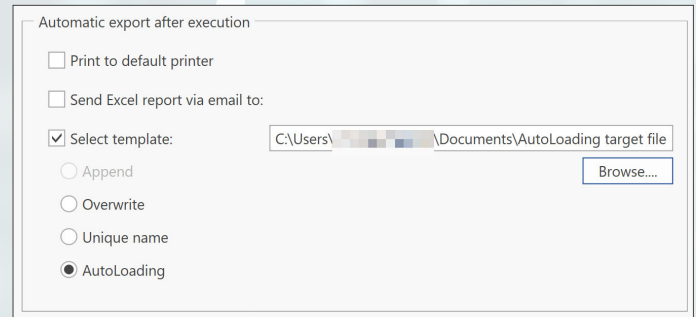 Automatic export after execution
Print to default printer
Send Excel report via email to:
Select template: C:\Users\ \Documents\AutoLoading target file
Append Browse....
Overwrite
Unique name
AutoLoading